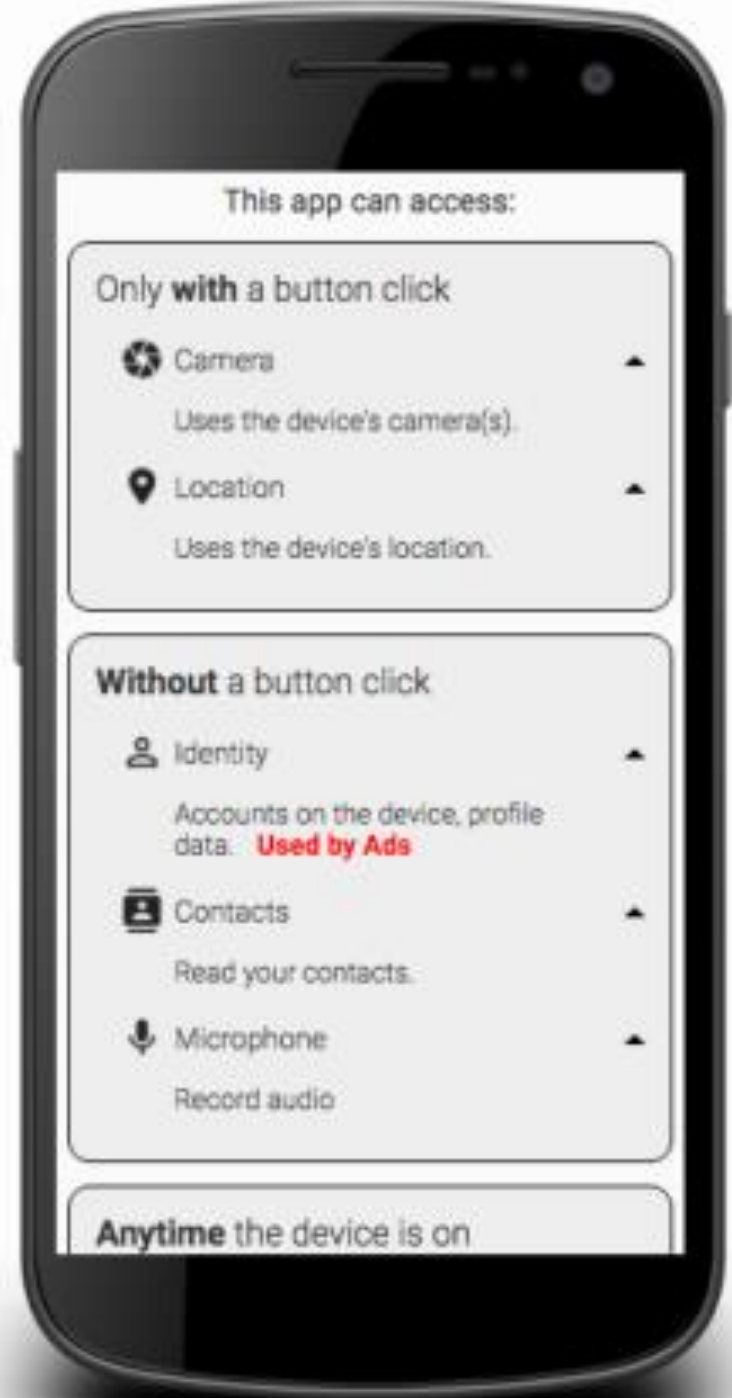 This app can access:
Only with a button click
Camera
Uses the device's camera(s).
Location
Uses the device's location.
Without a button click
Identity
Accounts on the device, profile
data. Used by Ads
Contacts
Read your contacts.
Microphone
Record audio
Anytime the device is on